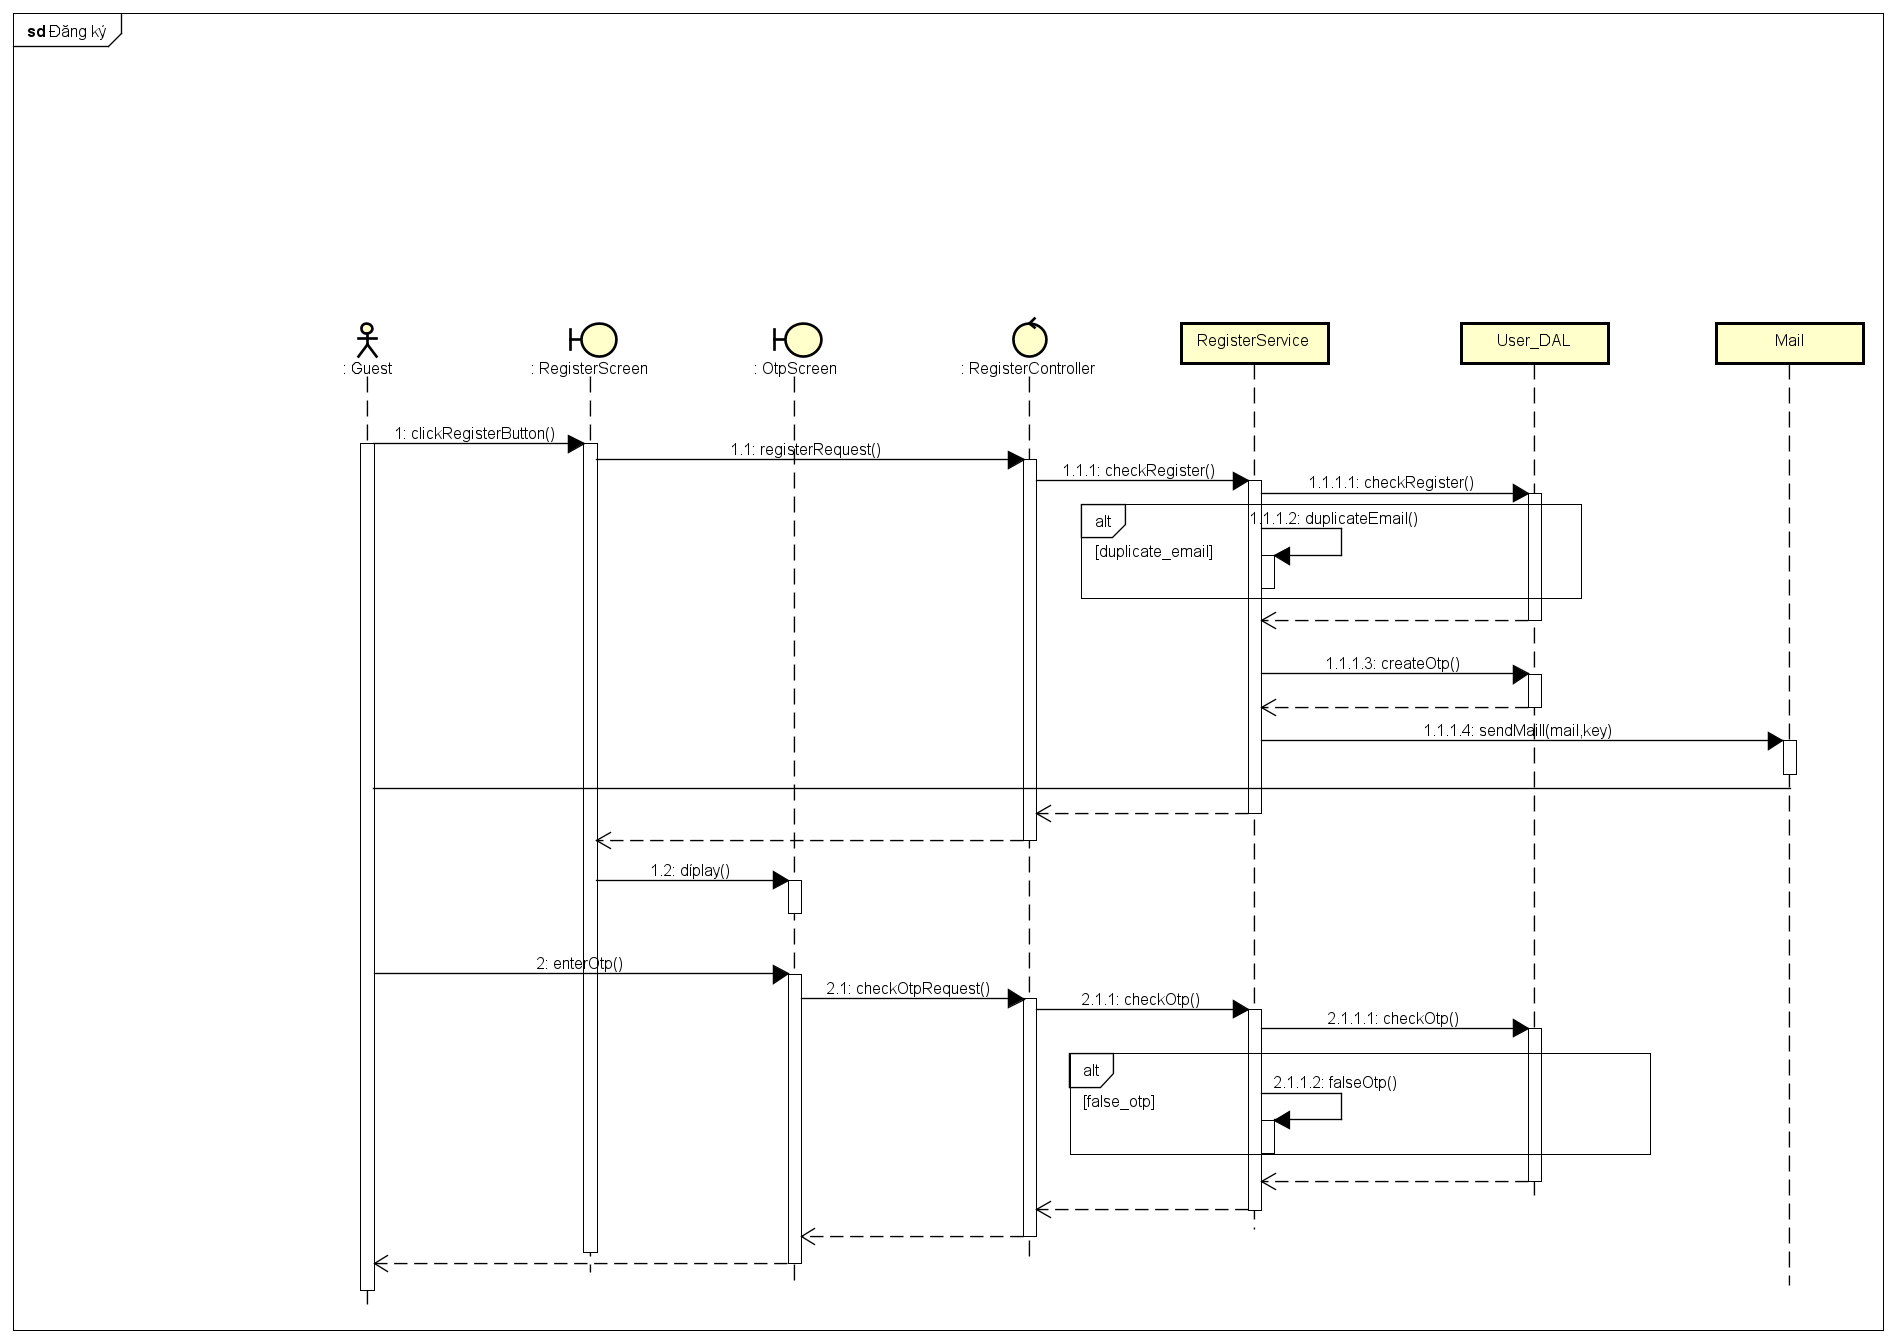 sd Đăng ký
: Guest
: RegisterScreen
: OtpScreen
: RegisterController
RegisterService
User_DAL
Mail
1: clickRegisterButton()
1.1: registerRequest()
1.1.1: checkRegister()
1.1.1.1: checkRegister()
alt
1.1.1.2: duplicateEmail()
[duplicate_email]
1.1.1.3: createOtp()
1.1.1.4: sendMaill(mail,key)
1.2: díplay()
2: enterOtp()
2.1: checkOtpRequest()
2.1.1: checkOtp()
2.1.1.1: checkOtp()
alt
2.1.1.2: falseOtp()
[false_otp]